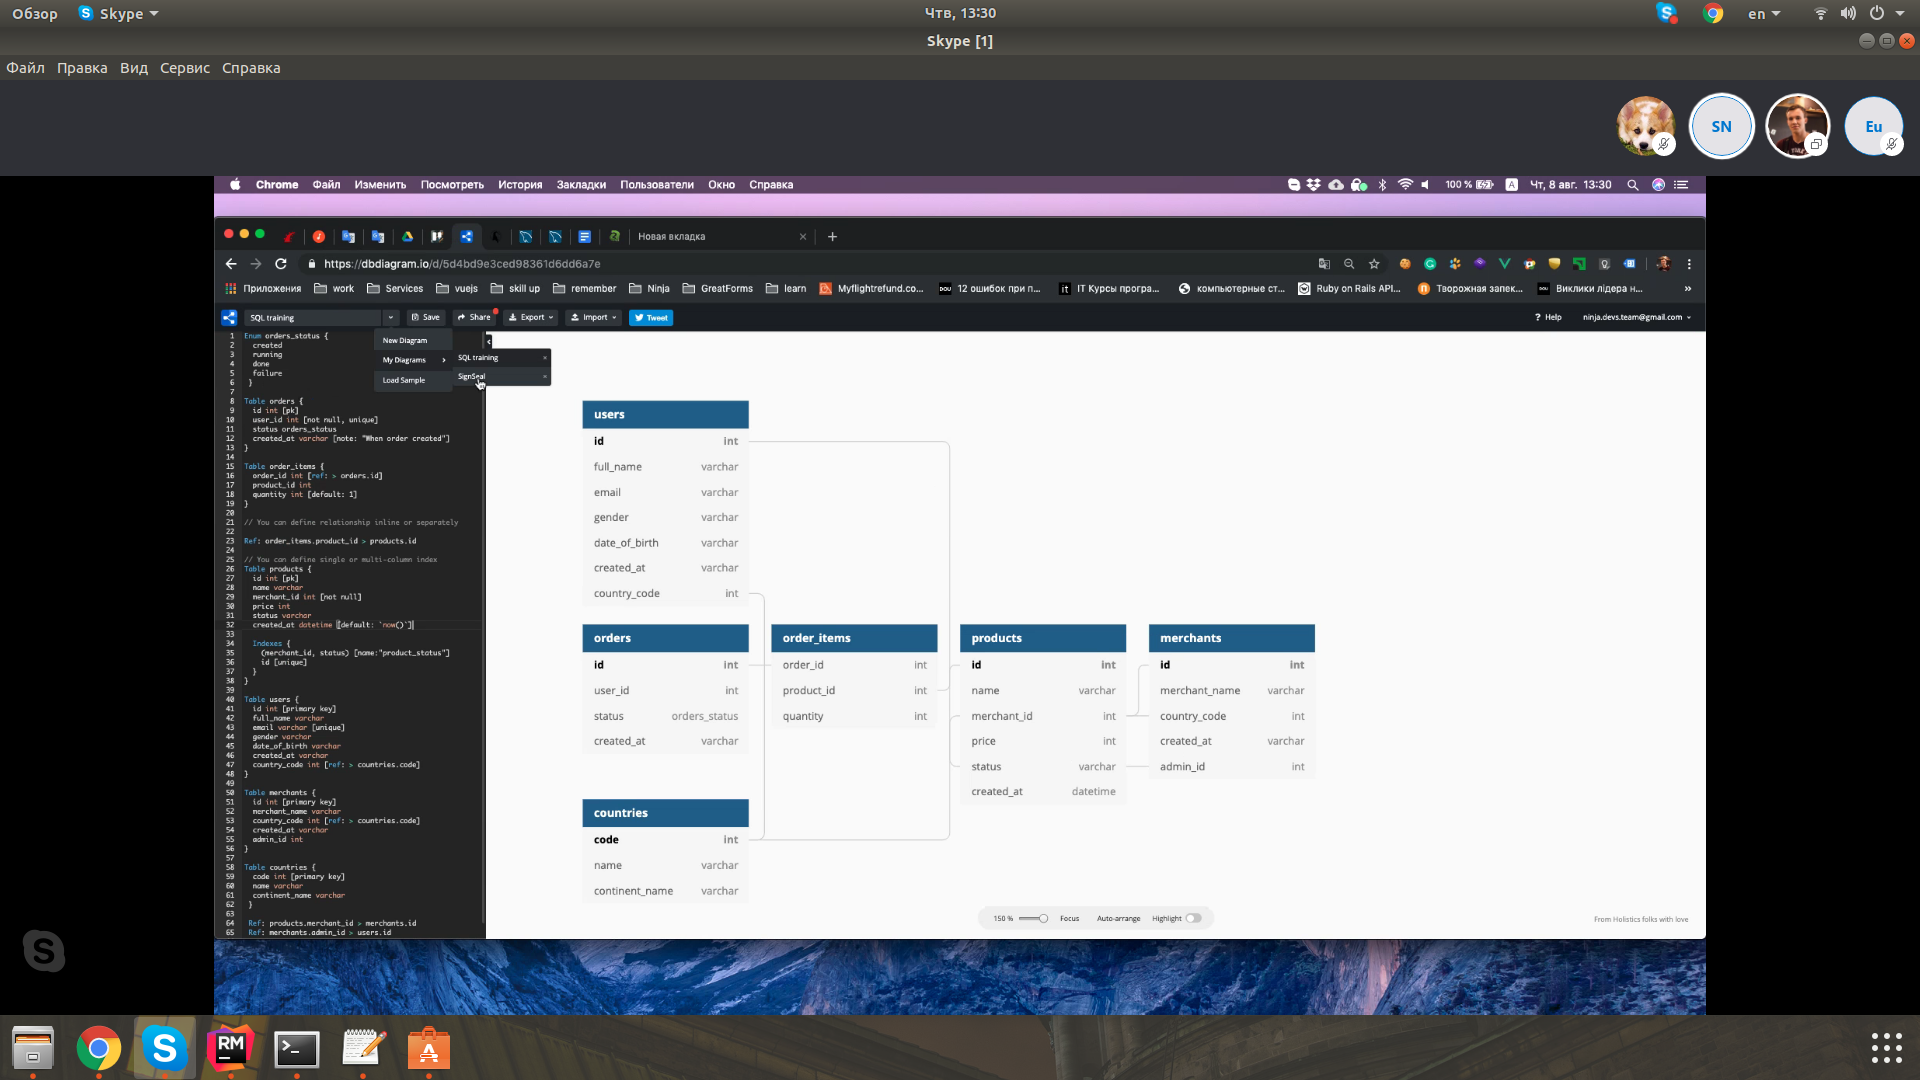 Обзор Skype Чтв, 13:30 en
Skype [1]
Файл Правка Вид Сервис Справка
SN Eu
Chrome Файл Изменить Посмотреть История Закладки Пользователи Окно Справка 100 % A Чт, 8 авг. 13:30
Новая вкладка
https://dbdiagram.io/d/5d4bd9e3ced98361d6dd6a7e
Приложения work Services vuejs skill up remember Ninja GreatForms learn Myflightrefund.co... 12 ошибок при п... IT Курсы програ... компьютерные ст... Ruby on Rails API... Творожная запек... Виклики лідера н... »
SQL training Save Share Export Import Tweet ? Help ninja.devs.team@gmail.com
New Diagram
My Diagrams
Load Sample
SQL training
SignSeal
1 Enum orders_status {
2 created
3 running
4 done
5 failure
6 }
7
8 Table orders {
9 id int [pk]
10 user_id int [not null, unique]
11 status orders_status
12 created_at varchar [note: "When order created"]
13 }
14
15 Table order_items {
16 order_id int [ref: > orders.id]
17 product_id int
18 quantity int [default: 1]
19 }
20
21 // You can define relationship inline or separately
22
23 Ref: order_items.product_id > products.id
24
25 // You can define single or multi-column index
26 Table products {
27 id int [pk]
28 name varchar
29 merchant_id int [not null]
30 price int
31 status varchar
32 created_at datetime [default: `now()`]
33
34 Indexes {
35 (merchant_id, status) [name:"product_status"]
36 id [unique]
37 }
38 }
39
40 Table users {
41 id int [primary key]
42 full_name varchar
43 email varchar [unique]
44 gender varchar
45 date_of_birth varchar
46 created_at varchar
47 country_code int [ref: > countries.code]
48 }
49
50 Table merchants {
51 id int [primary key]
52 merchant_name varchar
53 country_code int [ref: > countries.code]
54 created_at varchar
55 admin_id int
56 }
57
58 Table countries {
59 code int [primary key]
60 name varchar
61 continent_name varchar
62 }
63
64 Ref: products.merchant_id > merchants.id
65 Ref: merchants.admin_id > users.id
users
id int
full_name varchar
email varchar
gender varchar
date_of_birth varchar
created_at varchar
country_code int
orders
id int
user_id int
status orders_status
created_at varchar
order_items
order_id int
product_id int
quantity int
products
id int
name varchar
merchant_id int
price int
status varchar
created_at datetime
merchants
id int
merchant_name varchar
country_code int
created_at varchar
admin_id int
countries
code int
name varchar
continent_name varchar
150 % Focus Auto-arrange Highlight
From Holistics folks with love
RM